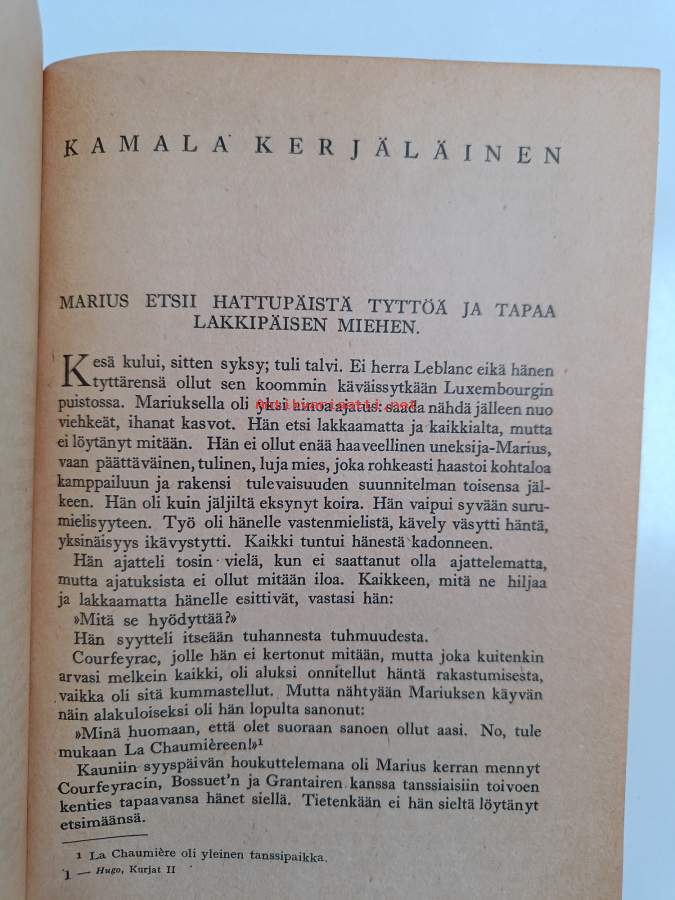 KAMALA KERJÄLÄINEN
MARIUS ETSII HATTUPÄISTÄ TYTTÖÄ JA TAPAA
LAKKIPÄISEN MIEHEN.
Kesä kului, sitten syksy; tuli talvi. Ei herra Leblanc eikä hänen
tyttärensä ollut sen koommin käväissytkään Luxembourgin
puistossa. Mariuksella oli yksi ainoa ajatus: saada nähdä jälleen nuo
viehkeät, ihanat kasvot. Hän etsi lakkaamatta ja kaikkialta, mutta
ei löytänyt mitään. Hän ei ollut enää haaveellinen uneksija-Marius,
vaan päättäväinen, tulinen, luja mies, joka rohkeasti haastoi kohtaloa
kamppailuun ja rakensi tulevaisuuden suunnitelman toisensa jäl-
keen. Hän oli kuin jäljiltä eksynyt koira. Hän vaipui syvään suru-
mielisyyteen. Työ oli hänelle vastenmielistä, kävely väsytti häntä,
yksinäisyys ikävystytti. Kaikki tuntui hänestä kadonneen.
Hän ajatteli tosin vielä, kun ei saattanut olla ajattelematta,
mutta ajatuksista ei ollut mitään iloa. Kaikkeen, mitä ne hiljaa
ja lakkaamatta hänelle esittivät, vastasi hän:
»Mitä se hyödyttää?»
Hän syytteli itseään tuhannesta tuhmuudesta.
Courfeyrac, jolle hän ei kertonut mitään, mutta joka kuitenkin
arvasi melkein kaikki, oli aluksi onnitellut häntä rakastumisesta,
vaikka oli sitä kummastellut. Mutta nähtyään Mariuksen käyvän
näin alakuloiseksi oli hän lopulta sanonut:
»Minä huomaan, että olet suoraan sanoen ollut aasi. No, tule
mukaan La Chaumièreen!»¹
Kauniin syyspäivän houkuttelemana oli Marius kerran mennyt
Courfeyracin, Bossuet'n ja Grantairen kanssa tanssiaisiin toivoen
kenties tapaavansa hänet siellä. Tietenkään ei hän sieltä löytänyt
etsimäänsä.
¹ La Chaumière oli yleinen tanssipaikka.
1 — Hugo, Kurjat II